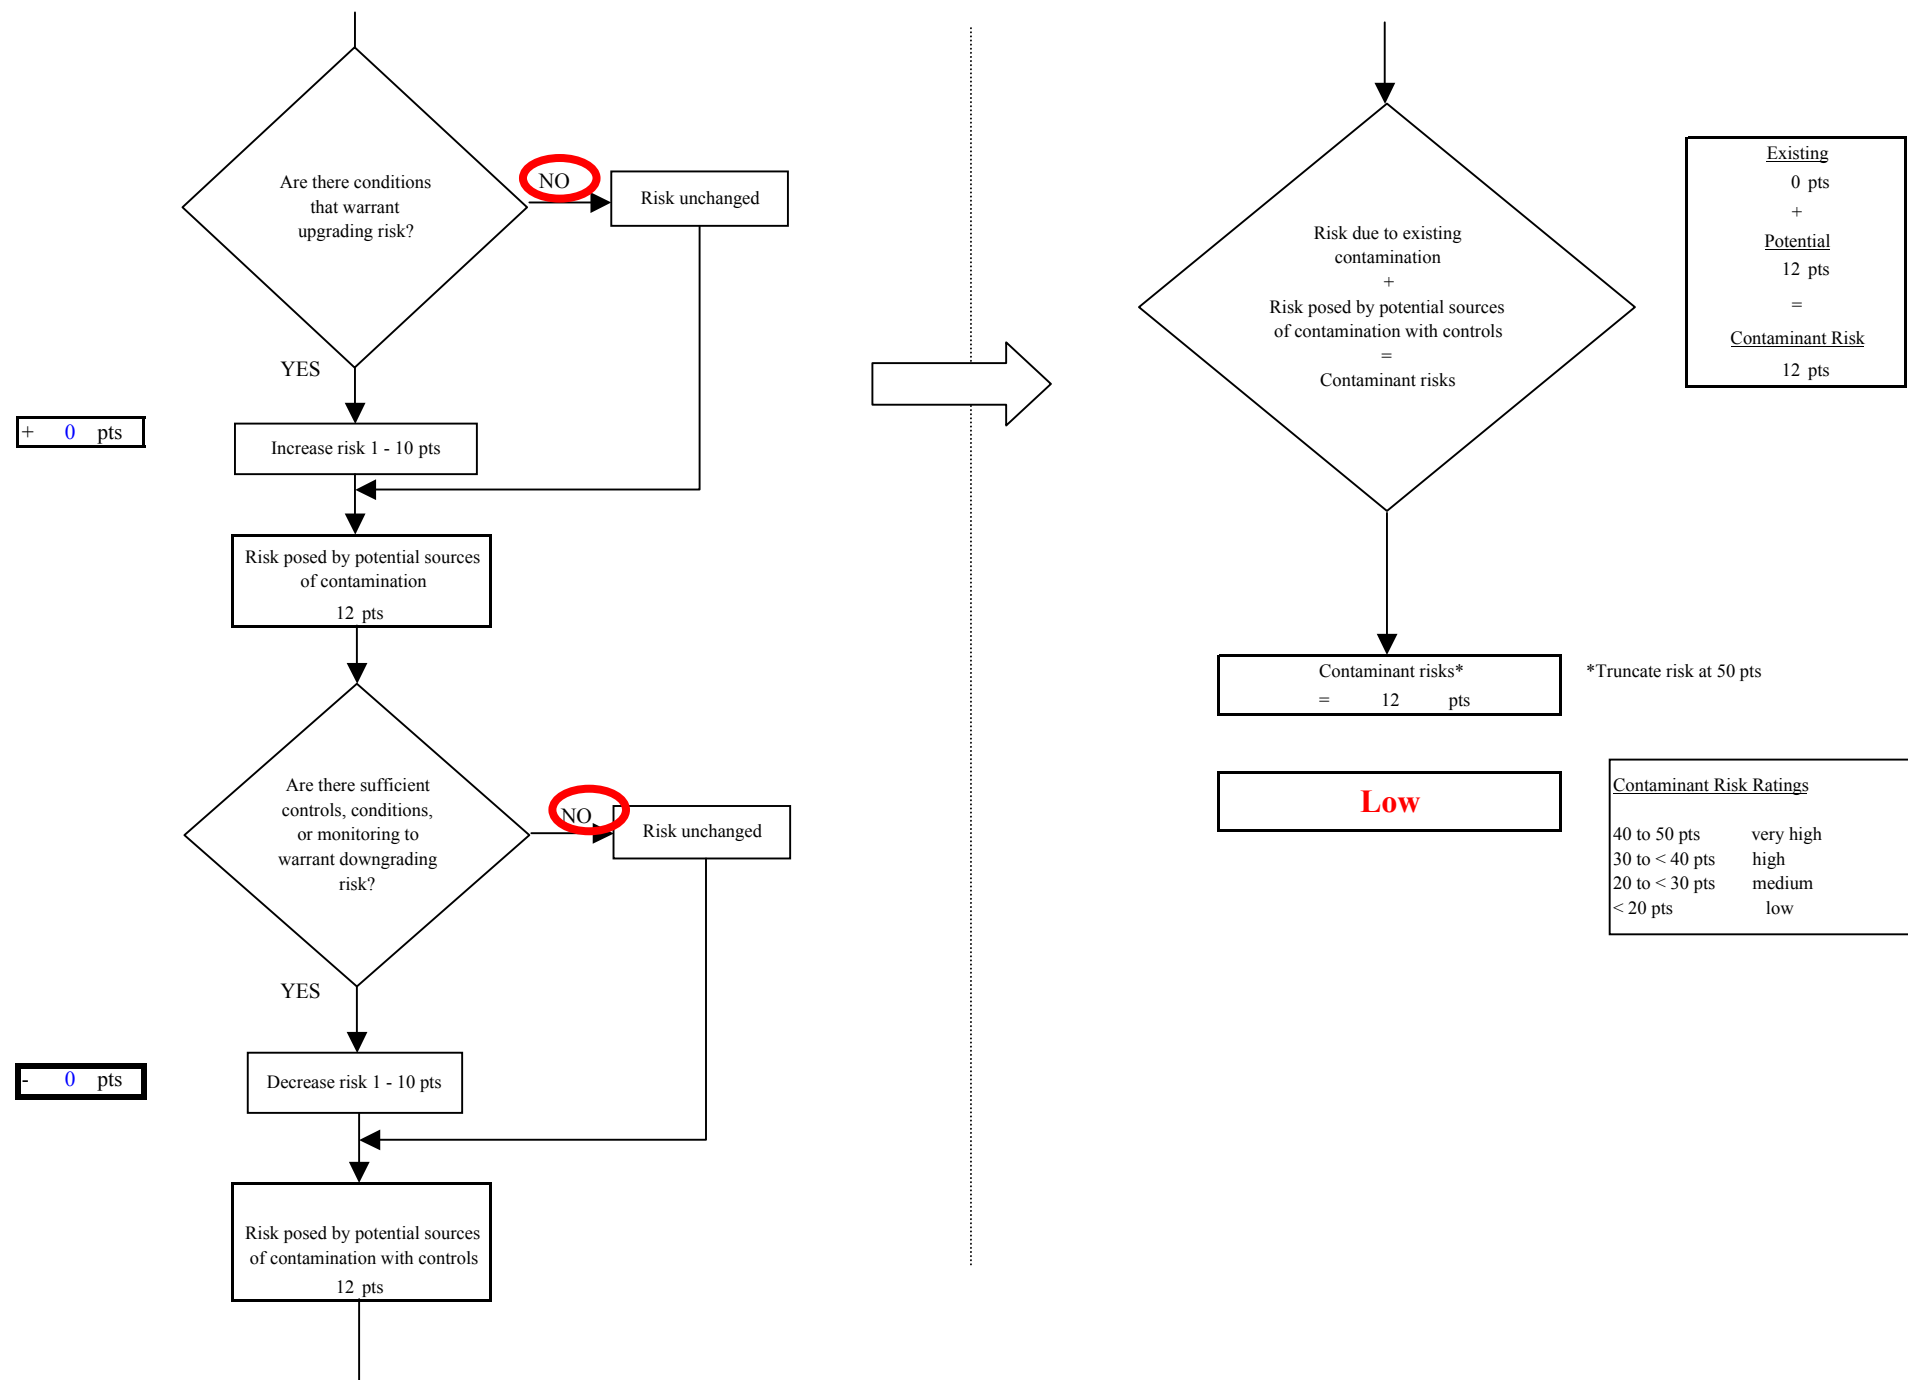 Are there conditions
that warrant
upgrading risk?
NO
Risk unchanged
YES
+ 0 pts
Increase risk 1 - 10 pts
Risk posed by potential sources
of contamination
12 pts
Are there sufficient
controls, conditions,
or monitoring to
warrant downgrading
risk?
NO
Risk unchanged
YES
- 0 pts
Decrease risk 1 - 10 pts
Risk posed by potential sources
of contamination with controls
12 pts
Risk due to existing
contamination
+
Risk posed by potential sources
of contamination with controls
=
Contaminant risks
Existing
0 pts
+
Potential
12 pts
=
Contaminant Risk
12 pts
Contaminant risks*
= 12 pts
*Truncate risk at 50 pts
Low
Contaminant Risk Ratings
40 to 50 pts very high
30 to < 40 pts high
20 to < 30 pts medium
< 20 pts low